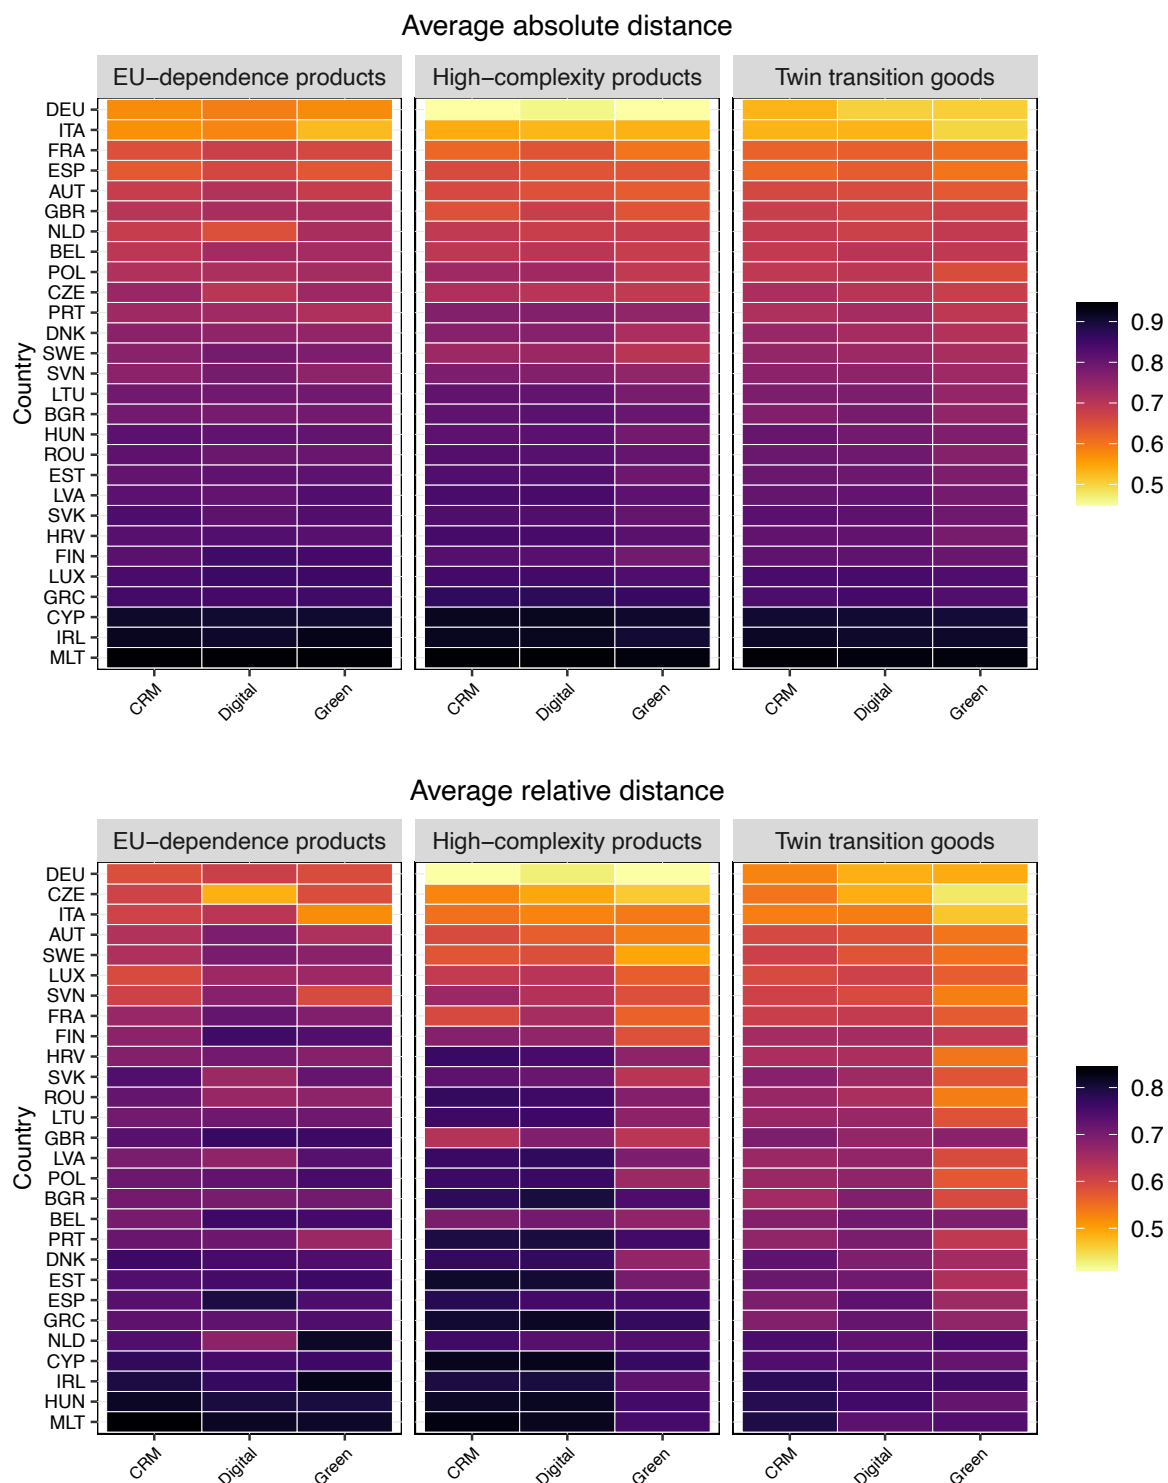 Average absolute distance
EU−dependence products
High−complexity products
Twin transition goods
Country
DEU
ITA
FRA
ESP
AUT
GBR
NLD
BEL
POL
CZE
PRT
DNK
SWE
SVN
LTU
BGR
HUN
ROU
EST
LVA
SVK
HRV
FIN
LUX
GRC
CYP
IRL
MLT
CRM
Digital
Green
CRM
Digital
Green
CRM
Digital
Green
0.9
0.8
0.7
0.6
0.5
Average relative distance
EU−dependence products
High−complexity products
Twin transition goods
Country
DEU
CZE
ITA
AUT
SWE
LUX
SVN
FRA
FIN
HRV
SVK
ROU
LTU
GBR
LVA
POL
BGR
BEL
PRT
DNK
EST
ESP
GRC
NLD
CYP
IRL
HUN
MLT
CRM
Digital
Green
CRM
Digital
Green
CRM
Digital
Green
0.8
0.7
0.6
0.5